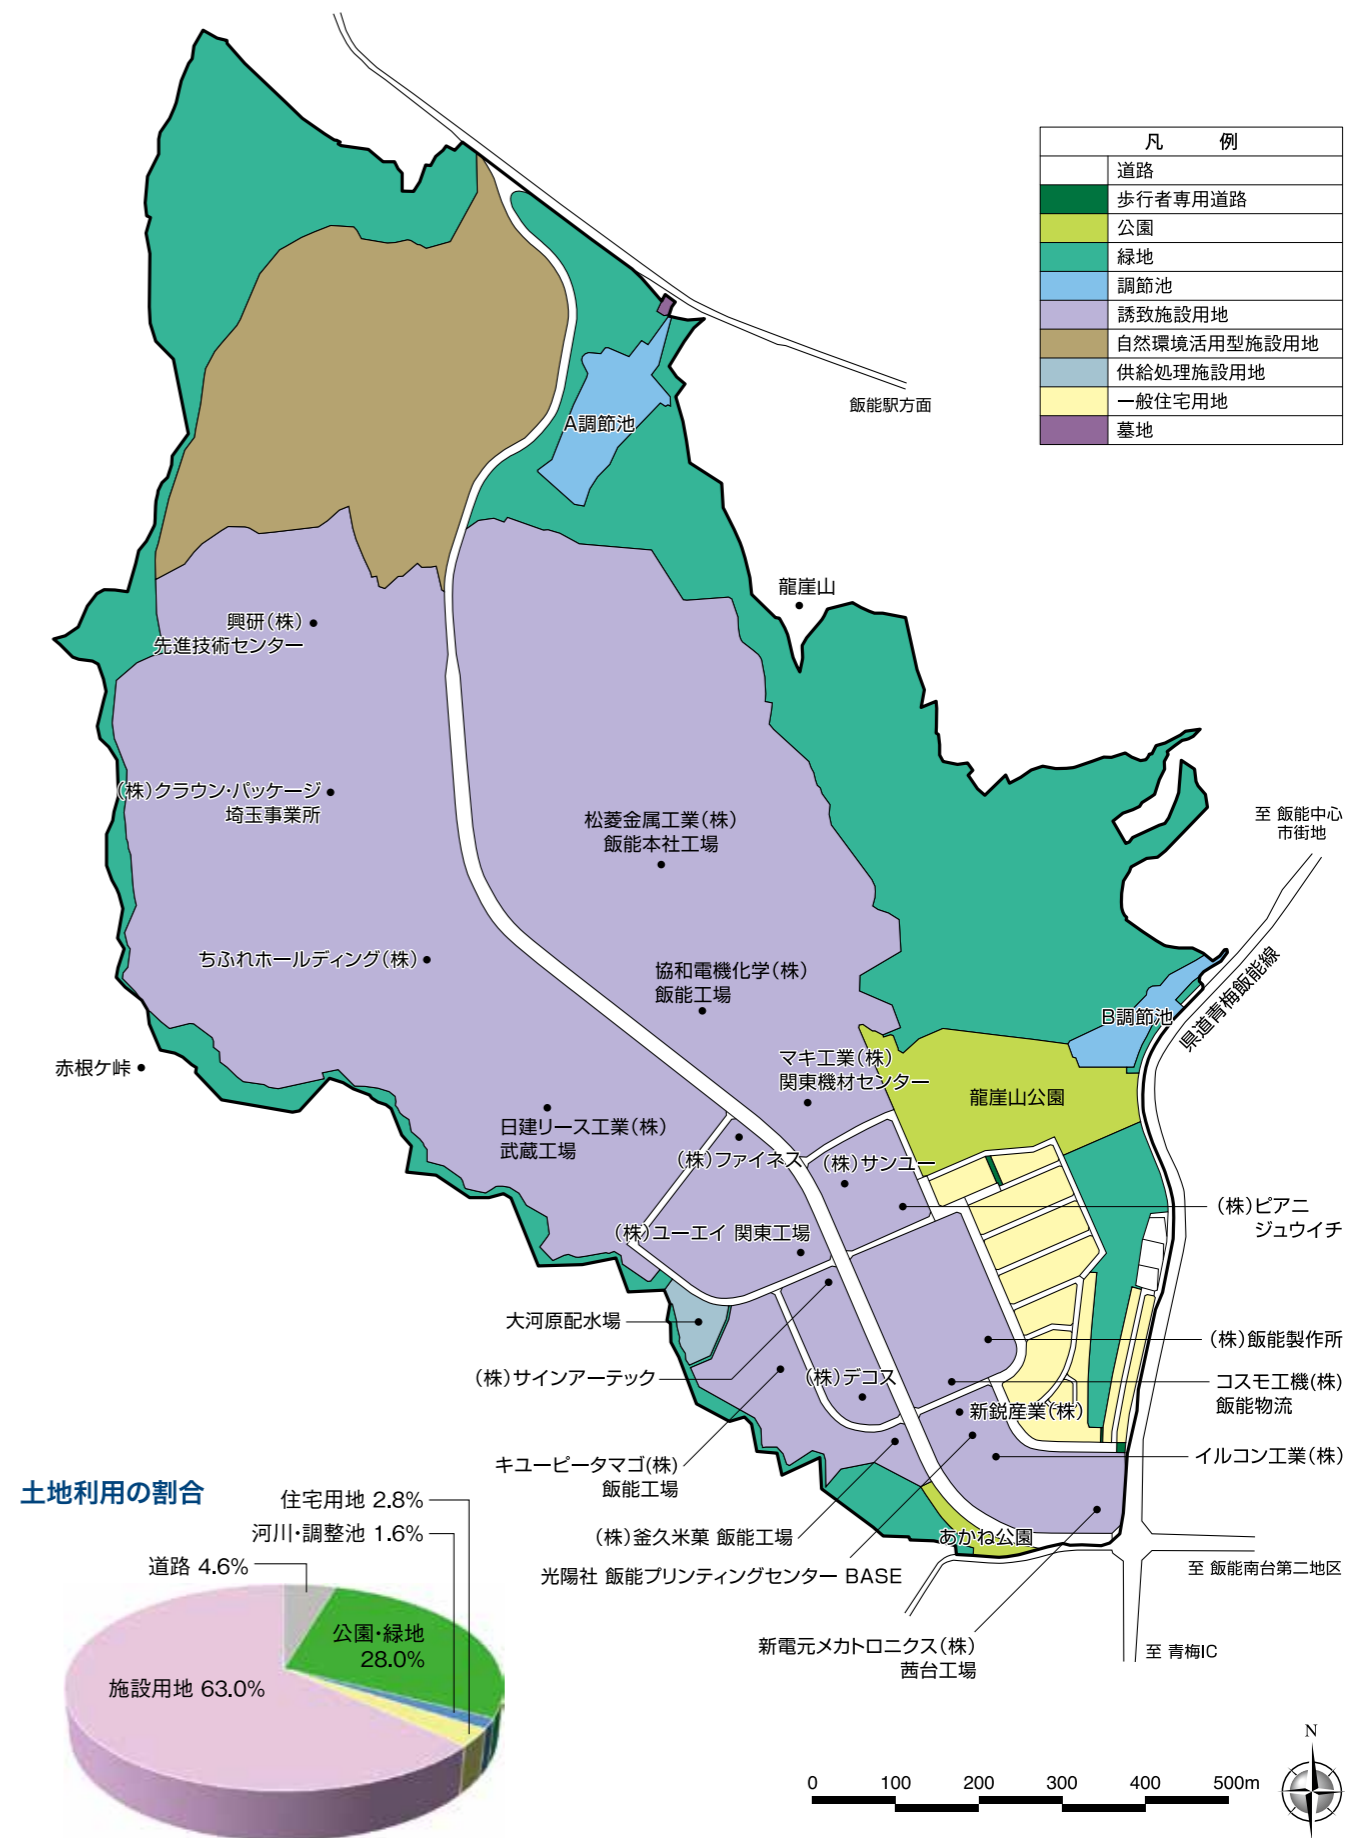 凡 例
道路
歩行者専用道路
公園
緑地
調節池
誘致施設用地
自然環境活用型施設用地
供給処理施設用地
一般住宅用地
墓地
飯能駅方面
A調節池
龍崖山
興研(株)
先進技術センター
(株)クラウン・パッケージ
埼玉事業所
松菱金属工業(株)
飯能本社工場
至 飯能中心
市街地
ちふれホールディング(株)
協和電機化学(株)
飯能工場
県道青梅飯能線
B調節池
赤根ケ峠
マキ工業(株)
関東機材センター
龍崖山公園
日建リース工業(株)
武蔵工場
(株)ファイネス
(株)サンユー
(株)ピアニ
ジュウイチ
(株)ユーエイ 関東工場
大河原配水場
(株)飯能製作所
(株)サインアーテック
(株)デコス
コスモ工機(株)
飯能物流
新鋭産業(株)
イルコン工業(株)
キユーピータマゴ(株)
飯能工場
(株)釜久米菓 飯能工場
あかね公園
光陽社 飯能プリンティングセンター BASE
至 飯能南台第二地区
新電元メカトロニクス(株)
茜台工場
至 青梅IC
土地利用の割合
住宅用地 2.8%
河川・調整池 1.6%
道路 4.6%
公園・緑地
28.0%
施設用地 63.0%
N
0 100 200 300 400 500m